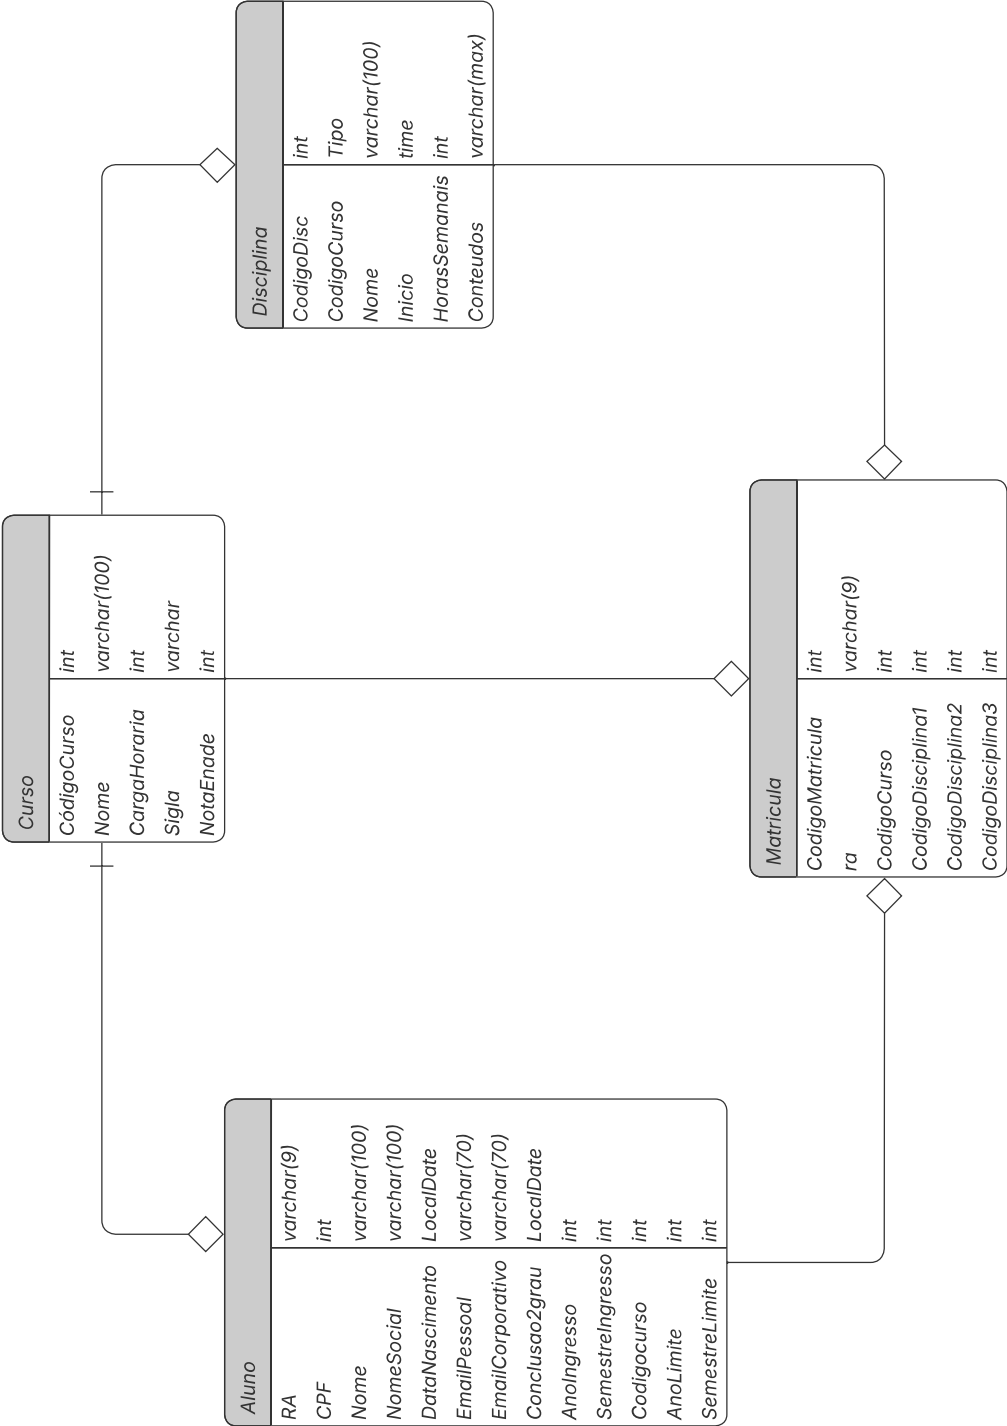 Aluno
RA varchar(9)
CPF int
Nome varchar(100)
NomeSocial varchar(100)
DataNascimento LocalDate
EmailPessoal varchar(70)
EmailCorporativo varchar(70)
Conclusao2grau LocalDate
AnoIngresso int
SemestreIngresso int
Codigocurso int
AnoLimite int
SemestreLimite int
Curso
CódigoCurso int
Nome varchar(100)
CargaHoraria int
Sigla varchar
NotaEnade int
Disciplina
CodigoDisc int
CodigoCurso Tipo
Nome varchar(100)
Inicio time
HorasSemanais int
Conteudos varchar(max)
Matricula
CodigoMatricula int
ra varchar(9)
CodigoCurso int
CodigoDisciplina1 int
CodigoDisciplina2 int
CodigoDisciplina3 int